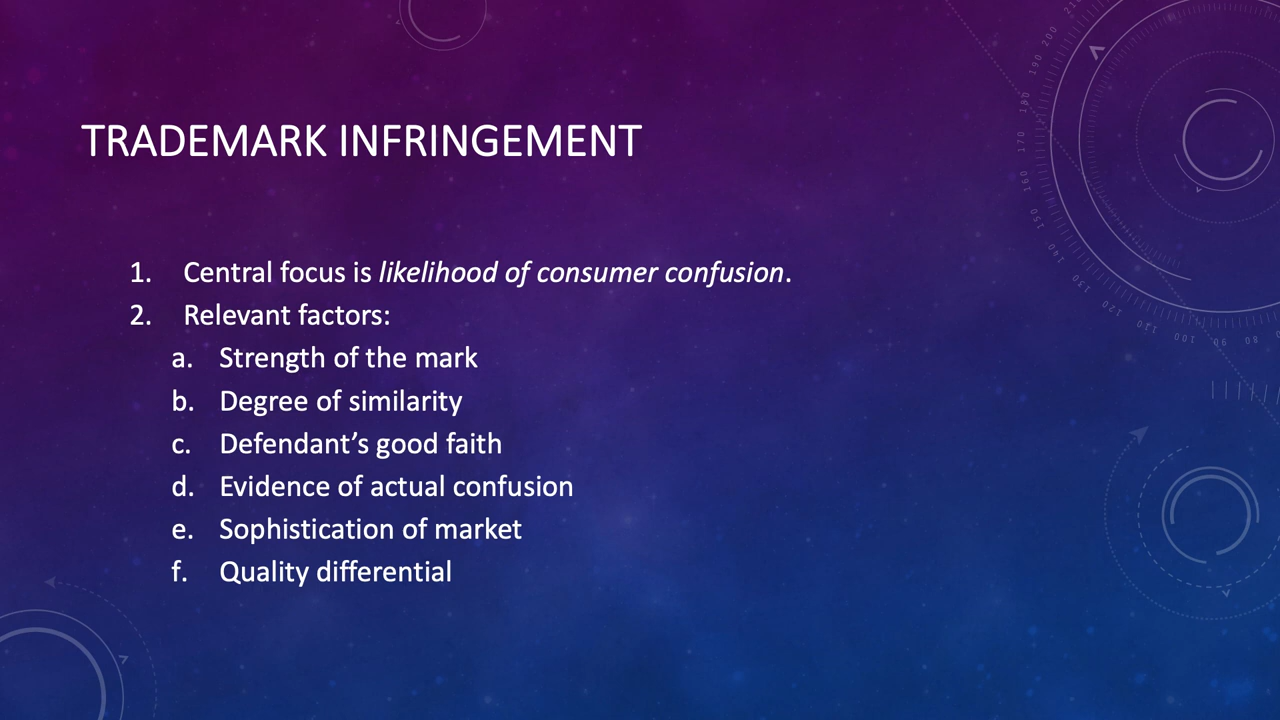 TRADEMARK INFRINGEMENT
1. Central focus is likelihood of consumer confusion.
2. Relevant factors:
a. Strength of the mark
b. Degree of similarity
c. Defendant’s good faith
d. Evidence of actual confusion
e. Sophistication of market
f. Quality differential